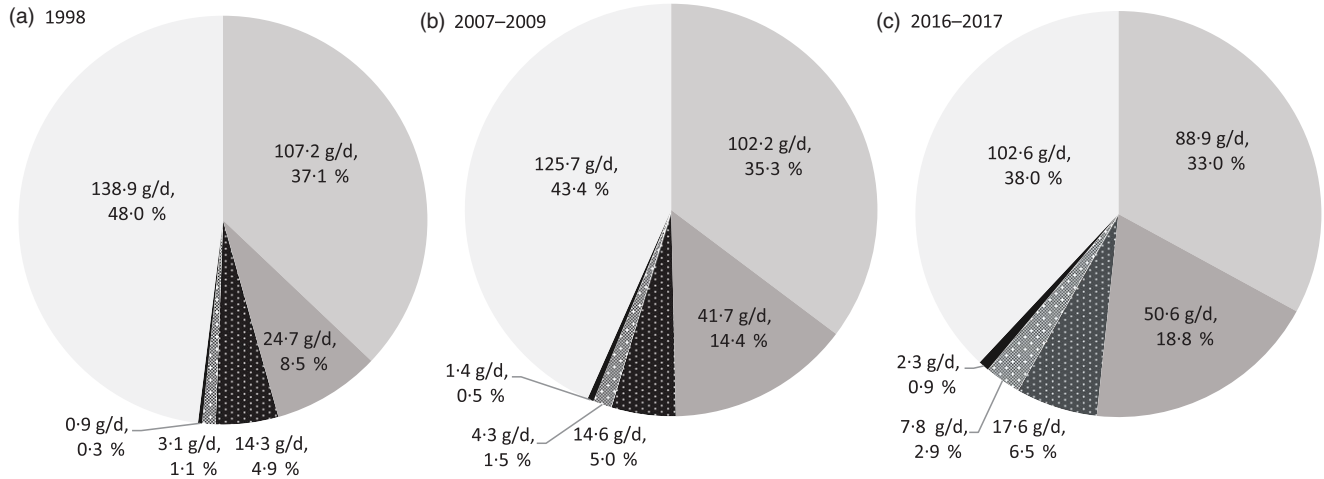 (a) 1998
107·2 g/d,
37·1 %
138·9 g/d,
48·0 %
24·7 g/d,
8·5 %
0·9 g/d,
0·3 %
3·1 g/d,
1·1 %
14·3 g/d,
4·9 %
(b) 2007–2009
102·2 g/d,
35·3 %
125·7 g/d,
43·4 %
41·7 g/d,
14·4 %
1·4 g/d,
0·5 %
4·3 g/d,
1·5 %
14·6 g/d,
5·0 %
(c) 2016–2017
88·9 g/d,
33·0 %
102·6 g/d,
38·0 %
50·6 g/d,
18·8 %
2·3 g/d,
0·9 %
7·8 g/d,
2·9 %
17·6 g/d,
6·5 %